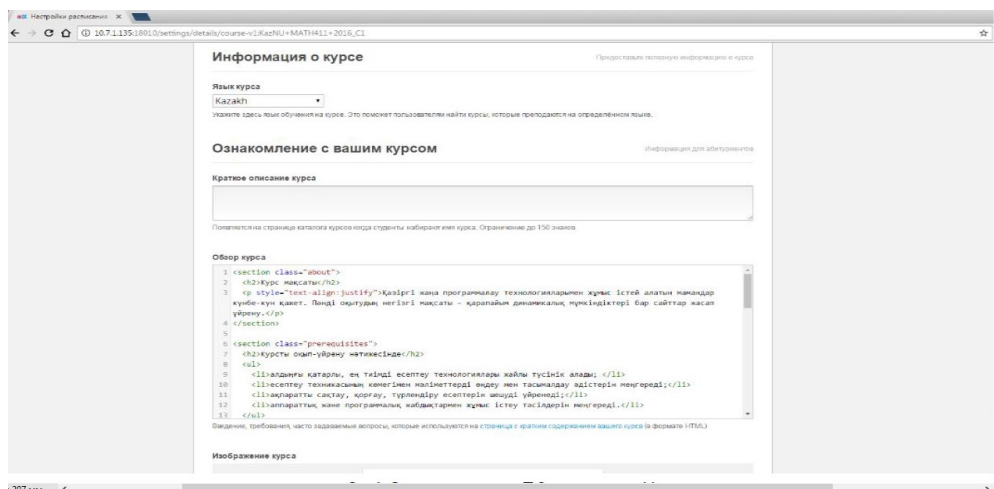 Настройки расписания
10.7.1.135:18010/settings/details/course-v1:KazNU+MATH411+2016_C1
Информация о курсе
Предоставьте полезную информацию о курсе
Язык курса
Kazakh
Укажите здесь язык обучения на курсе. Это поможет пользователям найти курсы, которые преподаются на определённом языке.
Ознакомление с вашим курсом
Информация для абитуриентов
Краткое описание курса
Появляется на странице каталога курсов когда студенты набирают имя курса. Ограничение до 150 знаков
Обзор курса
1 <section class="about">
2 <h2>Курс мақсаты</h2>
3 <p style="text-align:justify">Қазіргі жаңа программалау технологияларымен жұмыс істей алатын мамандар
күнбе-күн қажет. Пәнді оқытудың негізгі мақсаты - қарапайым динамикалық мүмкіндіктері бар сайттар жасап
үйрену.</p>
4 </section>
5
6 <section class="prerequisites">
7 <h2>Курсты оқып-үйрену нәтижесінде</h2>
8 <ul>
9 <li>алдыңғы қатарлы, ең тиімді есептеу технологиялары жайлы түсінік алады; </li>
10 <li>есептеу техникасының көмегімен мәліметтерді өңдеу мен тасымалдау әдістерін меңгереді;</li>
11 <li>ақпаратты сақтау, қорғау, түрлендіру есептерін шешуді үйренеді;</li>
12 <li>аппараттық және программалық жабдықтармен жұмыс істеу тәсілдерін меңгереді.</li>
13 </ul>
Введение, требования, часто задаваемые вопросы, которые используются на странице с кратким содержанием вашего курса (в формате HTML)
Изображение курса